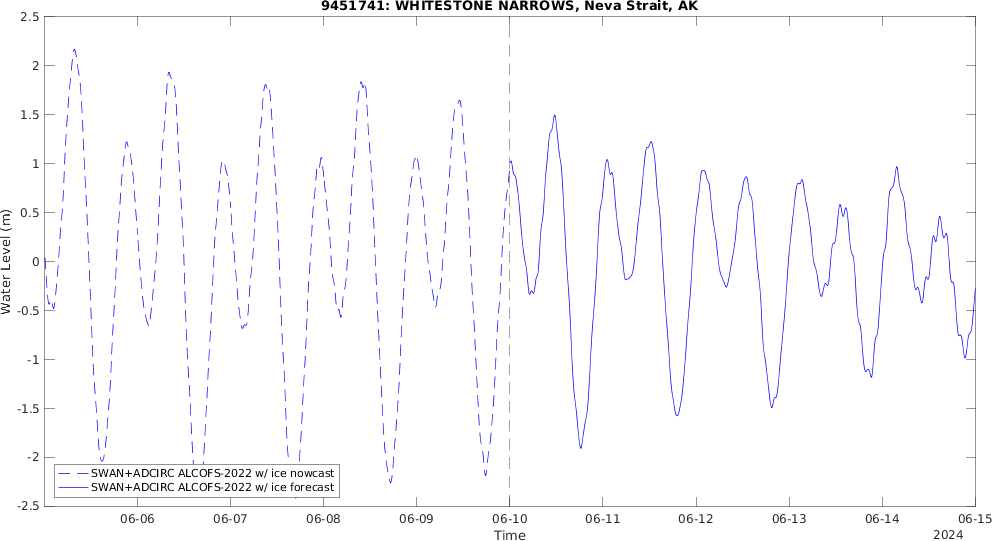 9451741: WHITESTONE NARROWS, Neva Strait, AK
2.5
2
1.5
1
0.5
0
-0.5
-1
-1.5
-2
-2.5
Water Level (m)
SWAN+ADCIRC ALCOFS-2022 w/ ice nowcast
SWAN+ADCIRC ALCOFS-2022 w/ ice forecast
06-06 06-07 06-08 06-09 06-10 06-11 06-12 06-13 06-14 06-15
Time
2024